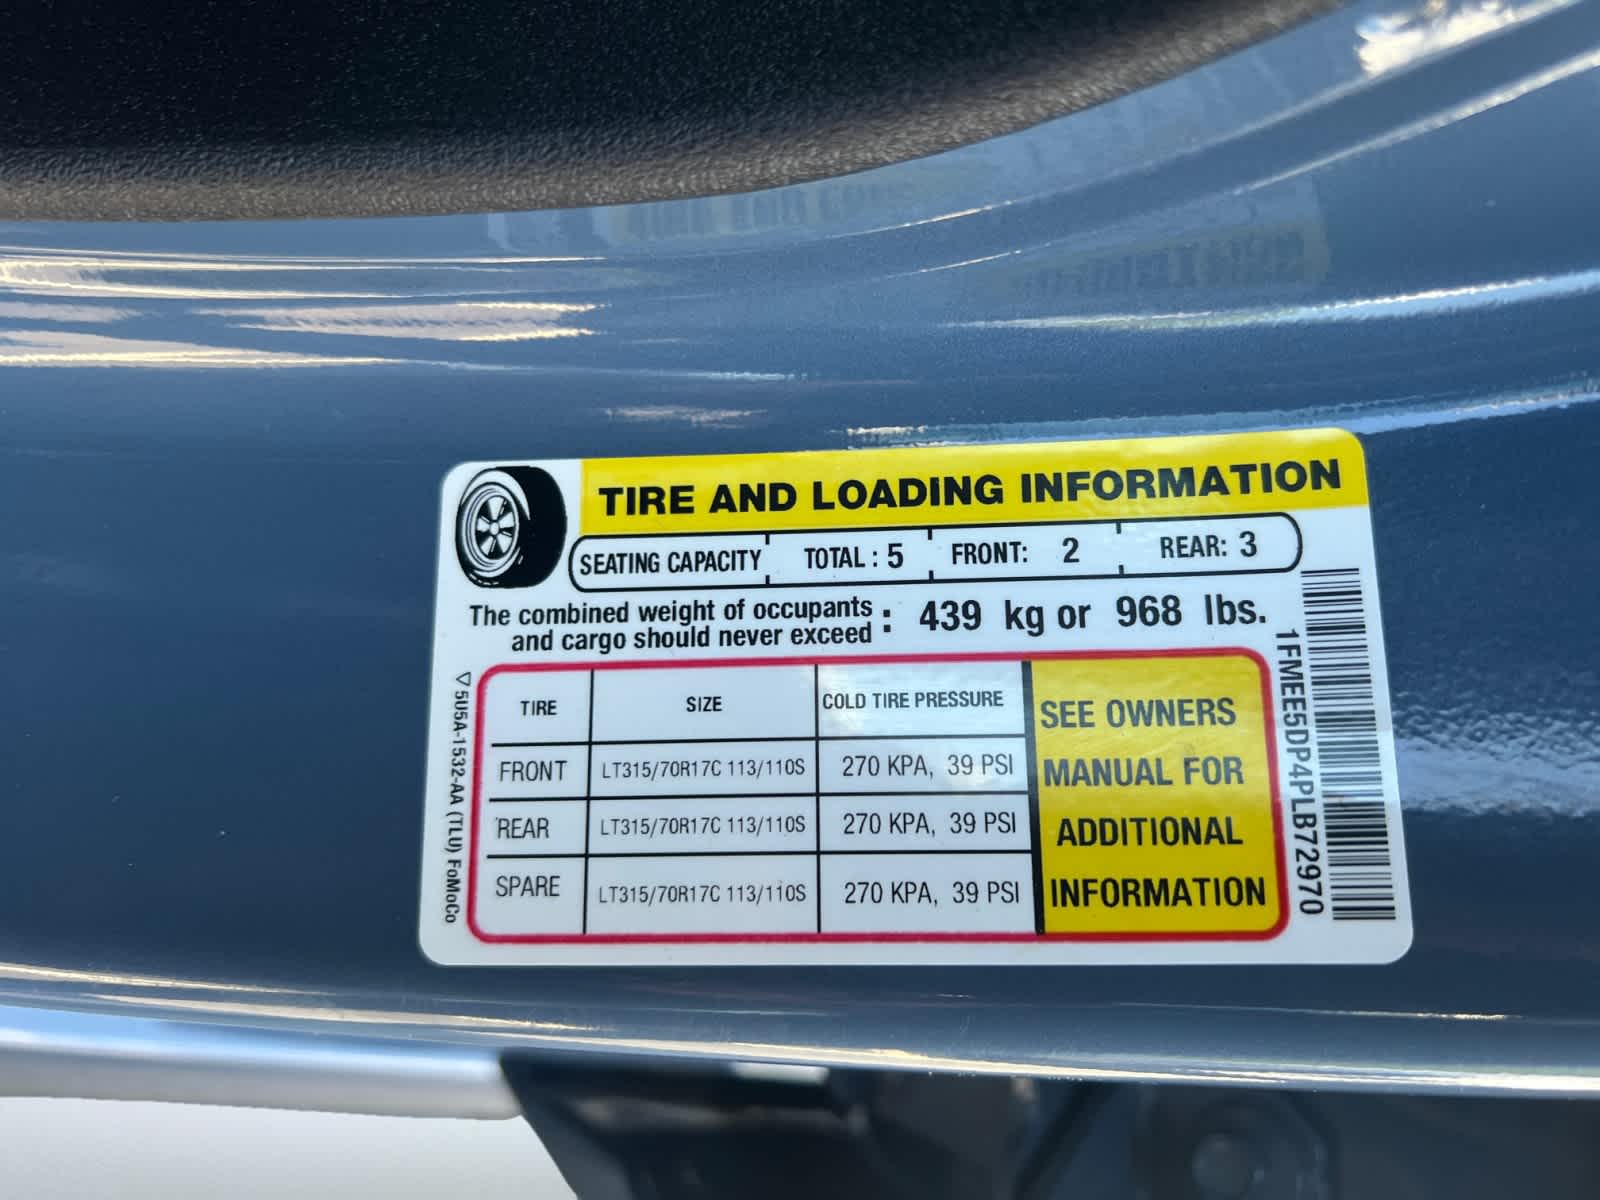 TIRE AND LOADING INFORMATION
SEATING CAPACITY TOTAL : 5 FRONT: 2 REAR: 3
The combined weight of occupants
and cargo should never exceed : 439 kg or 968 lbs.
TIRE SIZE COLD TIRE PRESSURE
FRONT LT315/70R17C 113/110S 270 KPA, 39 PSI
REAR LT315/70R17C 113/110S 270 KPA, 39 PSI
SPARE LT315/70R17C 113/110S 270 KPA, 39 PSI
SEE OWNERS
MANUAL FOR
ADDITIONAL
INFORMATION
▽5U5A-1532-AA (TLU) FoMoCo
1FMEE5DP4PLB72970